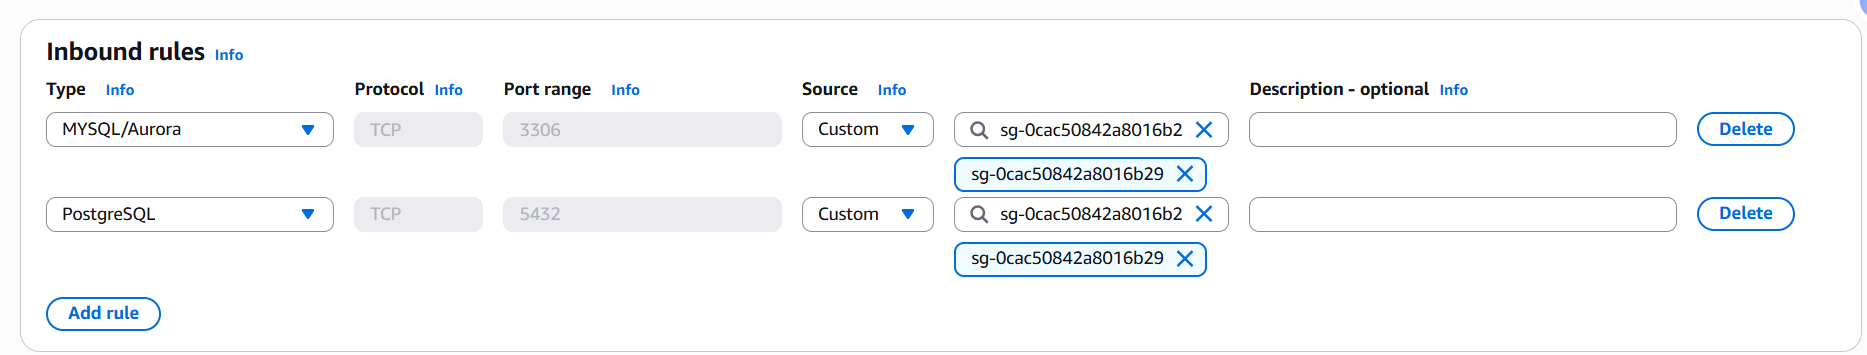 Inbound rules Info
Type Info Protocol Info Port range Info Source Info Description - optional Info
MYSQL/Aurora TCP 3306 Custom sg-0cac50842a8016b2 Delete
sg-0cac50842a8016b29
PostgreSQL TCP 5432 Custom sg-0cac50842a8016b2 Delete
sg-0cac50842a8016b29
Add rule